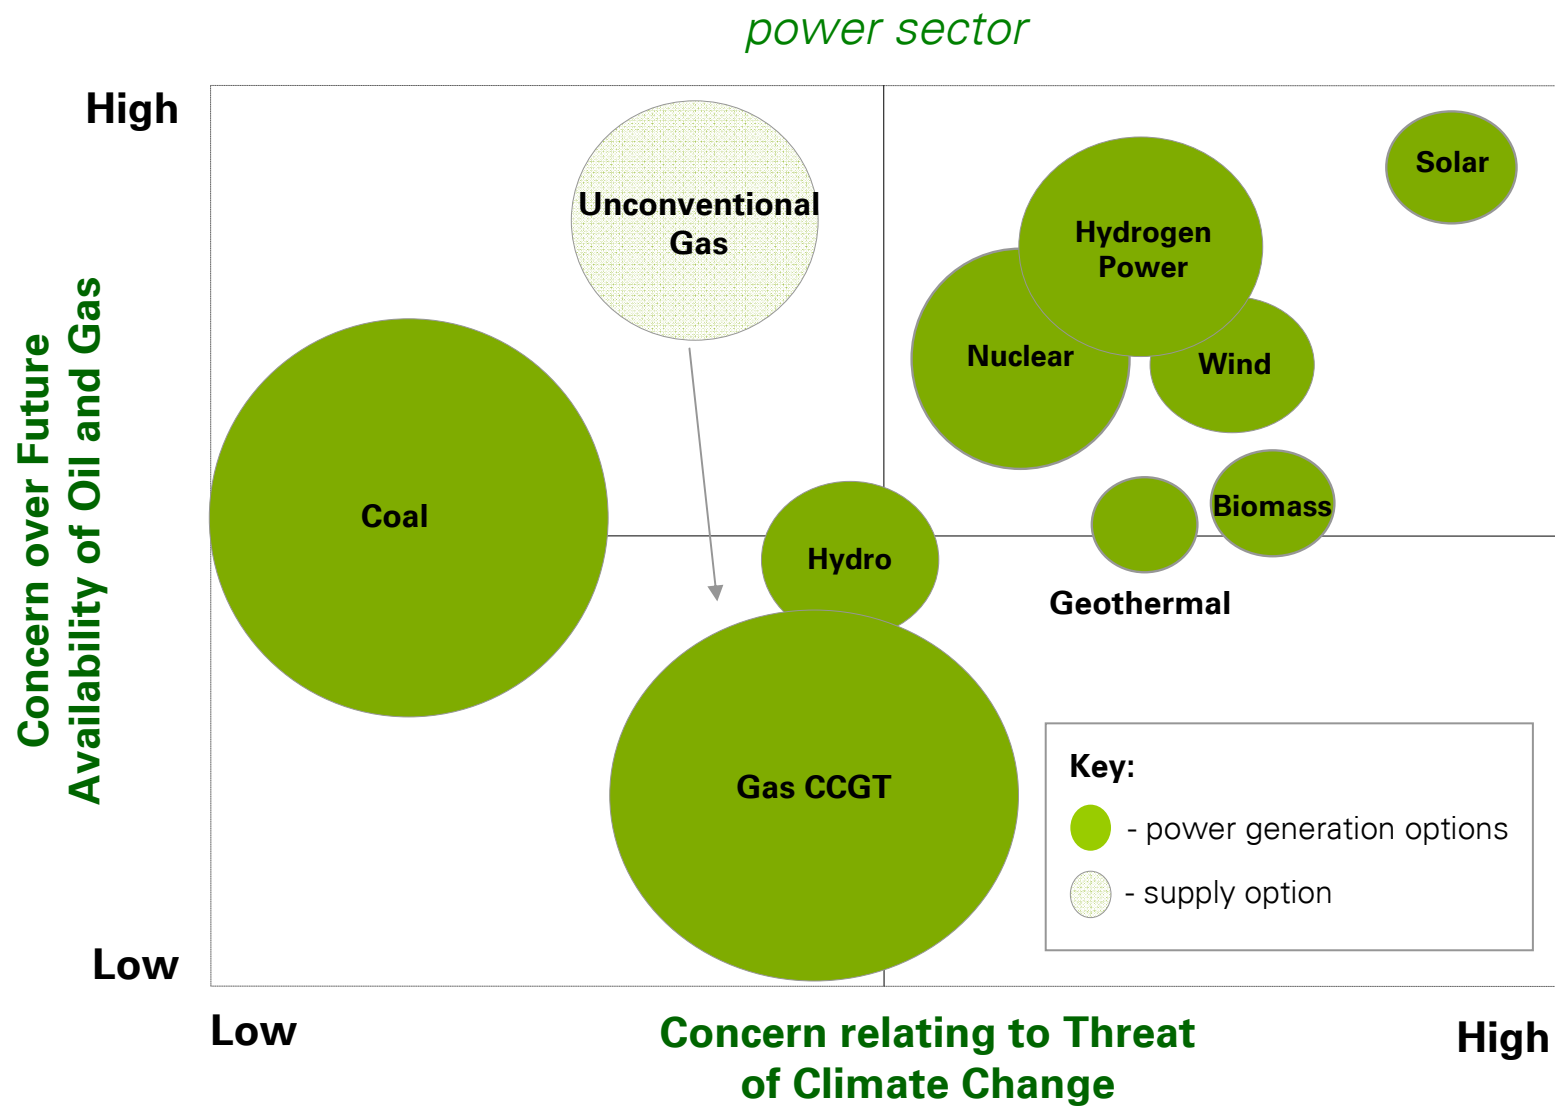 power sector
High
Concern over Future
Availability of Oil and Gas
Unconventional
Gas
Solar
Hydrogen
Power
Nuclear
Wind
Coal
Biomass
Hydro
Geothermal
Gas CCGT
Key:
- power generation options
- supply option
Low
Low
Concern relating to Threat
of Climate Change
High